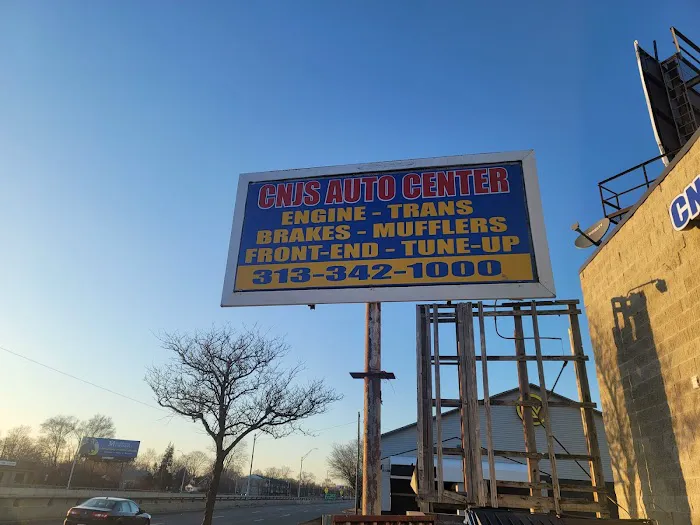 CNJS AUTO CENTER
ENGINE - TRANS
BRAKES - MUFFLERS
FRONT-END - TUNE-UP
313-342-1000